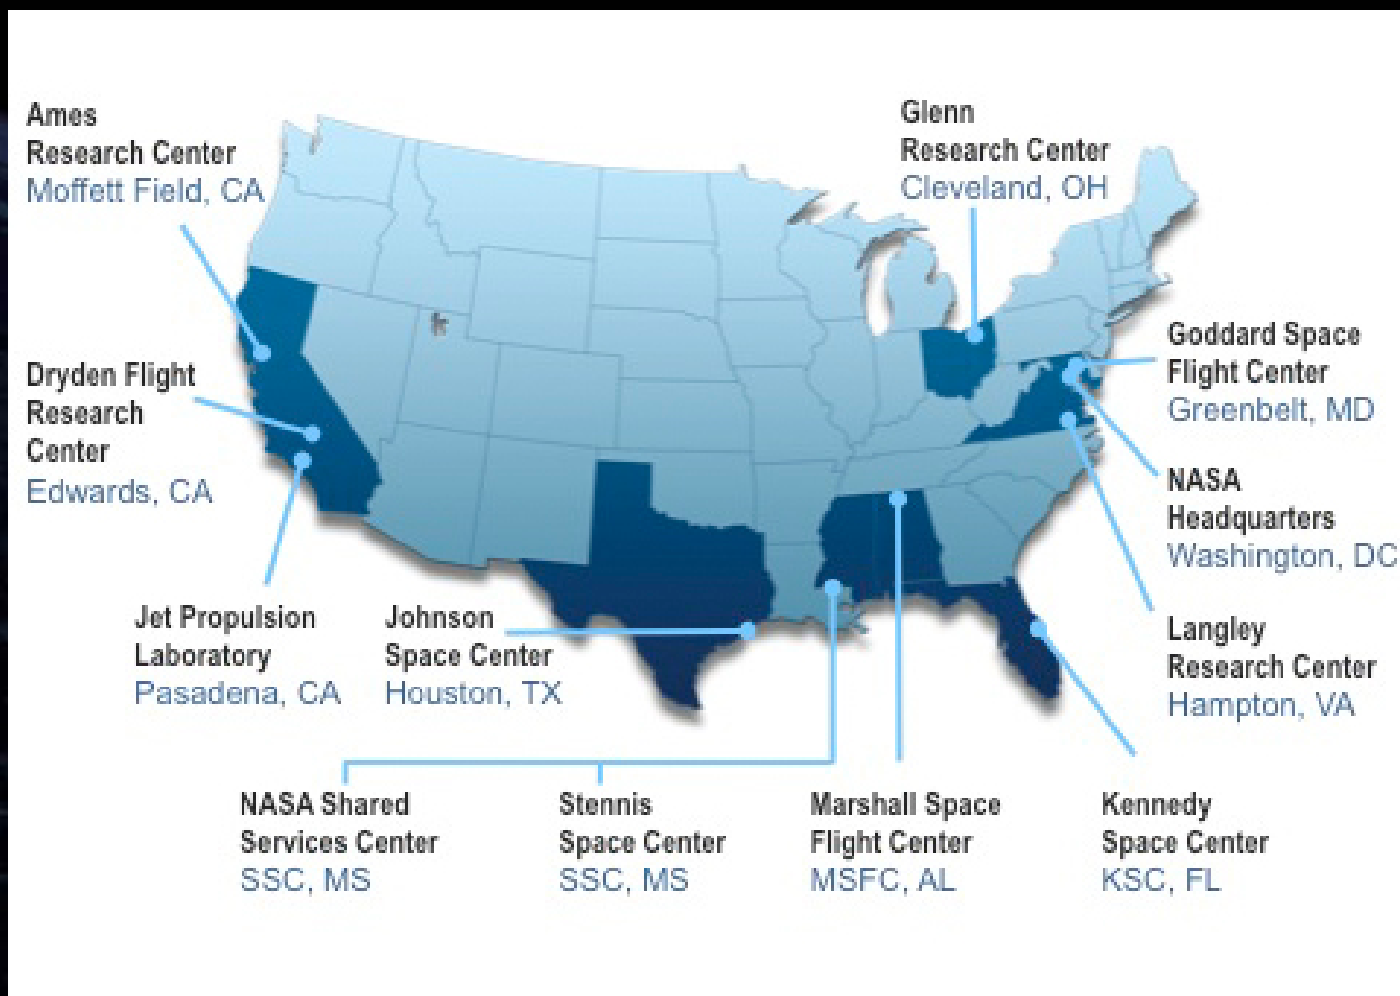 Ames
Research Center
Moffett Field, CA
Glenn
Research Center
Cleveland, OH
Dryden Flight
Research
Center
Edwards, CA
Goddard Space
Flight Center
Greenbelt, MD
NASA
Headquarters
Washington, DC
Jet Propulsion
Laboratory
Pasadena, CA
Johnson
Space Center
Houston, TX
Langley
Research Center
Hampton, VA
NASA Shared
Services Center
SSC, MS
Stennis
Space Center
SSC, MS
Marshall Space
Flight Center
MSFC, AL
Kennedy
Space Center
KSC, FL